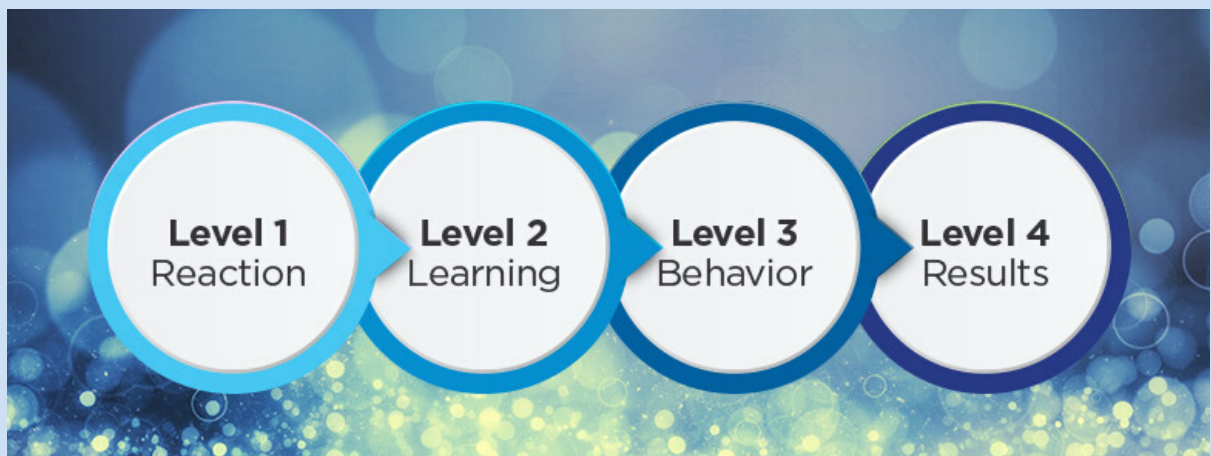 Level 1
Reaction
Level 2
Learning
Level 3
Behavior
Level 4
Results